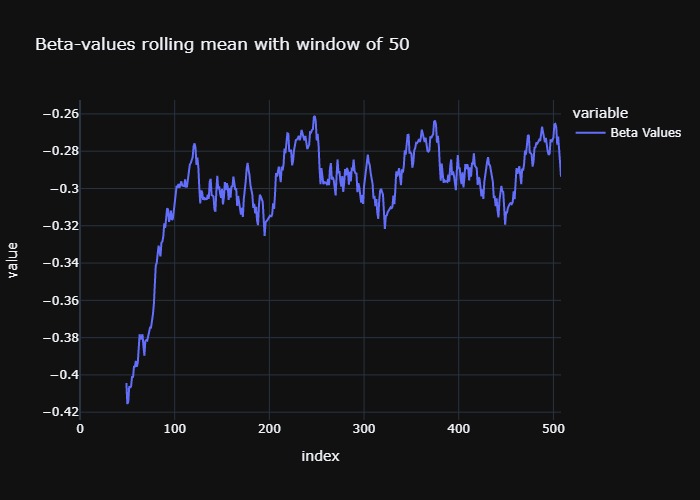 Beta-values rolling mean with window of 50
variable
Beta Values
value
−0.26
−0.28
−0.3
−0.32
−0.34
−0.36
−0.38
−0.4
−0.42
0 100 200 300 400 500
index